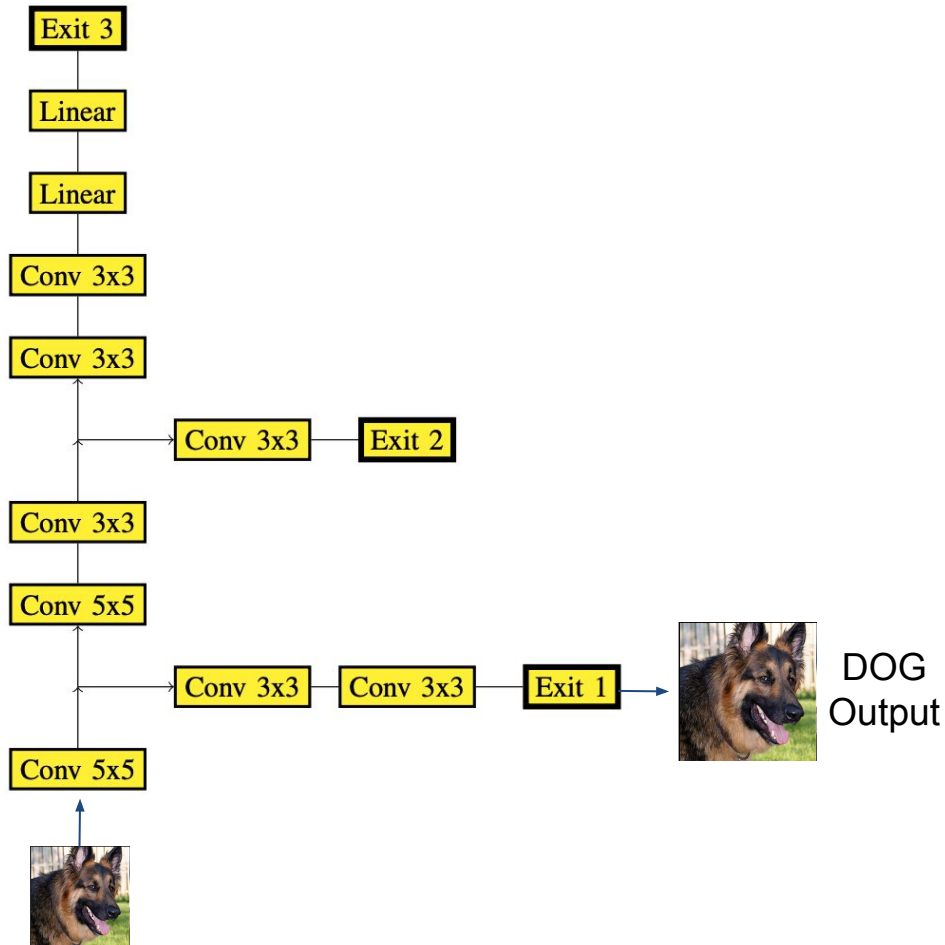 Exit 3
Linear
Linear
Conv 3x3
Conv 3x3
Conv 3x3 Exit 2
Conv 3x3
Conv 5x5
Conv 3x3 Conv 3x3 Exit 1 DOG
Output
Conv 5x5